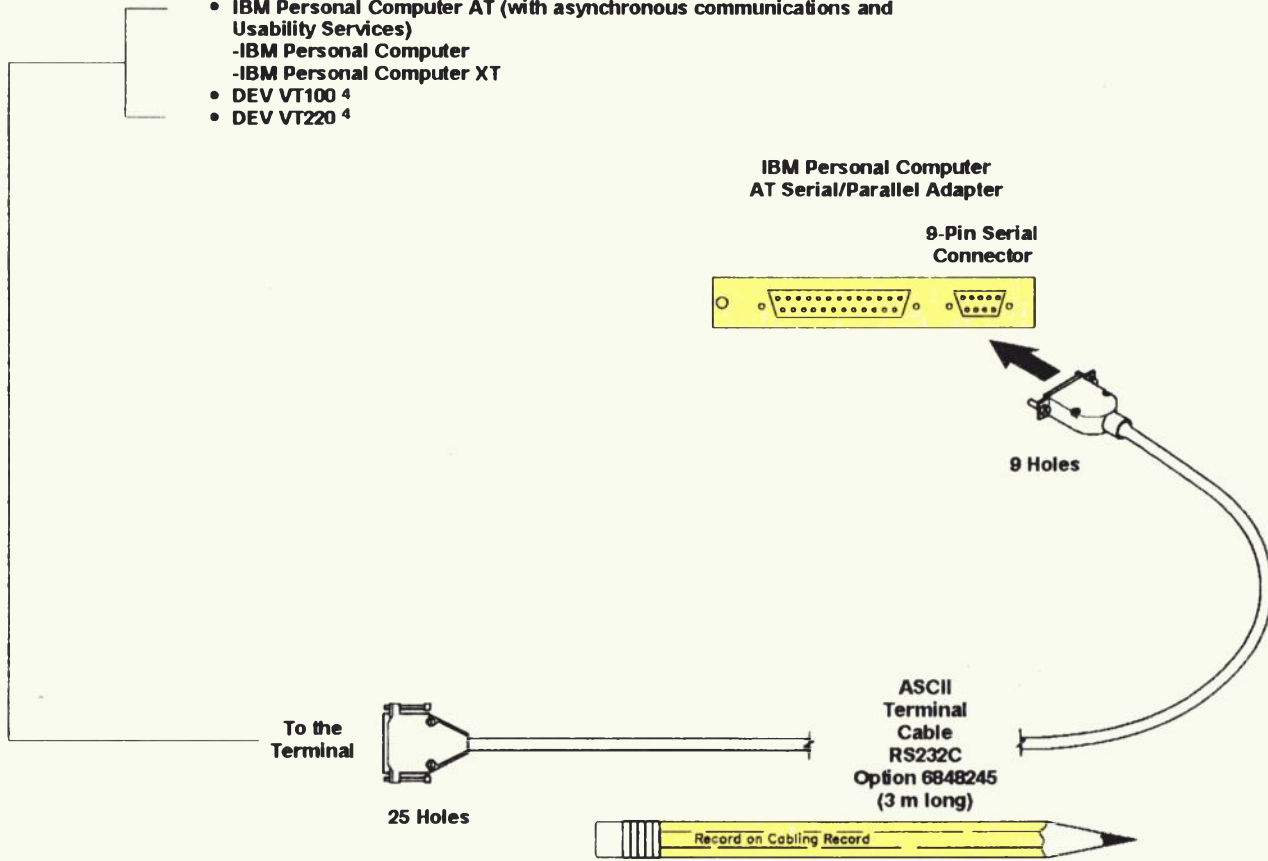 • IBM Personal Computer AT (with asynchronous communications and
Usability Services)
-IBM Personal Computer
-IBM Personal Computer XT
• DEV VT100 4
• DEV VT220 4
IBM Personal Computer
AT Serial/Parallel Adapter
9-Pin Serial
Connector
9 Holes
To the
Terminal
25 Holes
ASCII
Terminal
Cable
RS232C
Option 6848245
(3 m long)
Record on Cabling Record